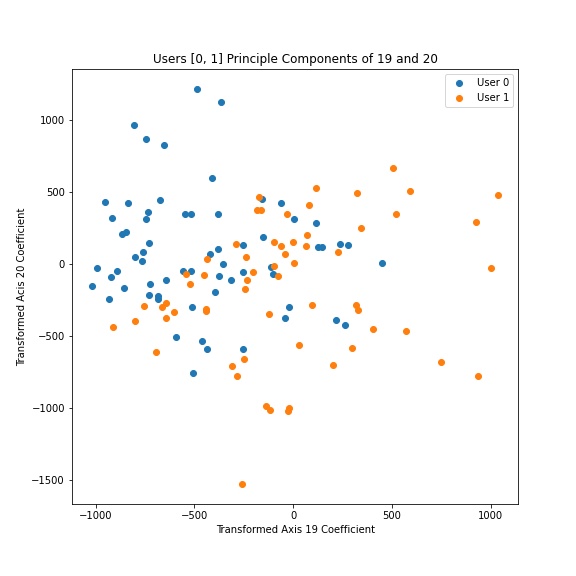 Users [0, 1] Principle Components of 19 and 20
User 0
User 1
1000
500
0
−500
−1000
−1500
Transformed Acis 20 Coefficient
−1000
−500
0
500
1000
Transformed Axis 19 Coefficient